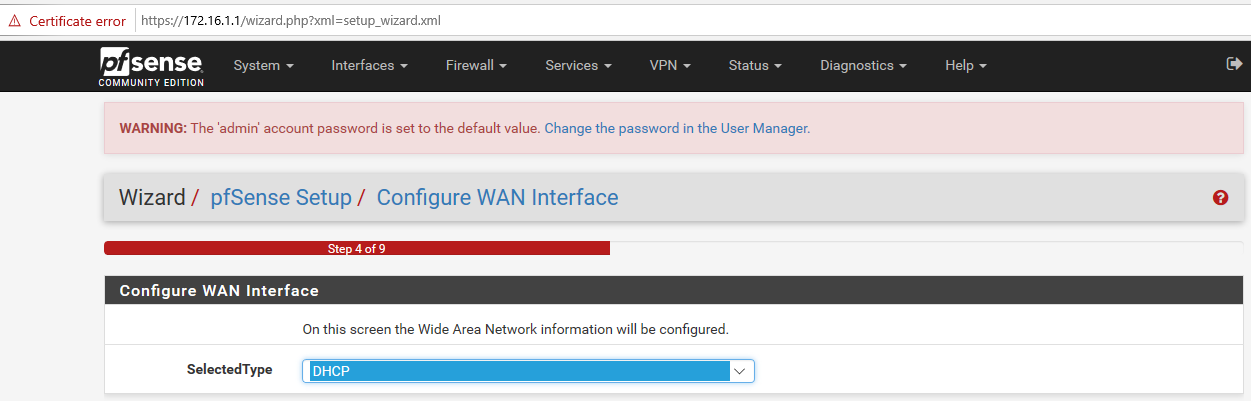 Certificate error https://172.16.1.1/wizard.php?xml=setup_wizard.xml
pfsense COMMUNITY EDITION System Interfaces Firewall Services VPN Status Diagnostics Help
WARNING: The 'admin' account password is set to the default value. Change the password in the User Manager.
Wizard / pfSense Setup / Configure WAN Interface
Step 4 of 9
Configure WAN Interface
On this screen the Wide Area Network information will be configured.
SelectedType DHCP